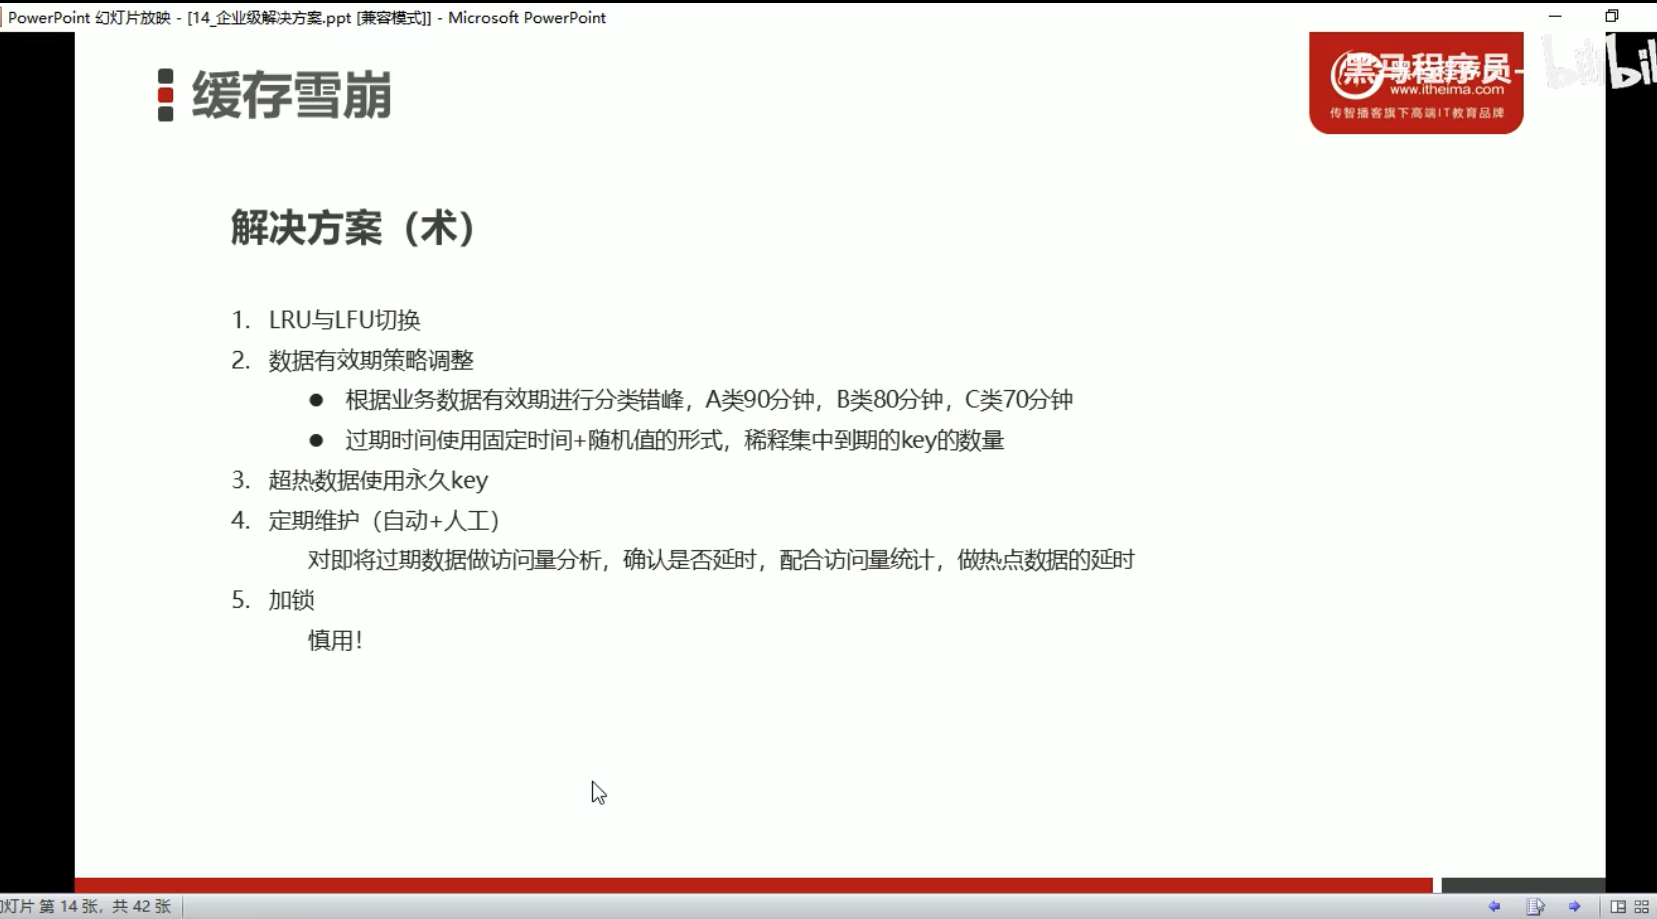 PowerPoint 幻灯片放映 - [14_企业级解决方案.ppt [兼容模式]] - Microsoft PowerPoint
缓存雪崩
黑马程序员-
www.itheima.com
传智播客旗下高端IT教育品牌
bili
解决方案（术）
1. LRU与LFU切换
2. 数据有效期策略调整
● 根据业务数据有效期进行分类错峰，A类90分钟，B类80分钟，C类70分钟
● 过期时间使用固定时间+随机值的形式，稀释集中到期的key的数量
3. 超热数据使用永久key
4. 定期维护（自动+人工）
对即将过期数据做访问量分析，确认是否延时，配合访问量统计，做热点数据的延时
5. 加锁
慎用！
灯片 第 14 张，共 42 张